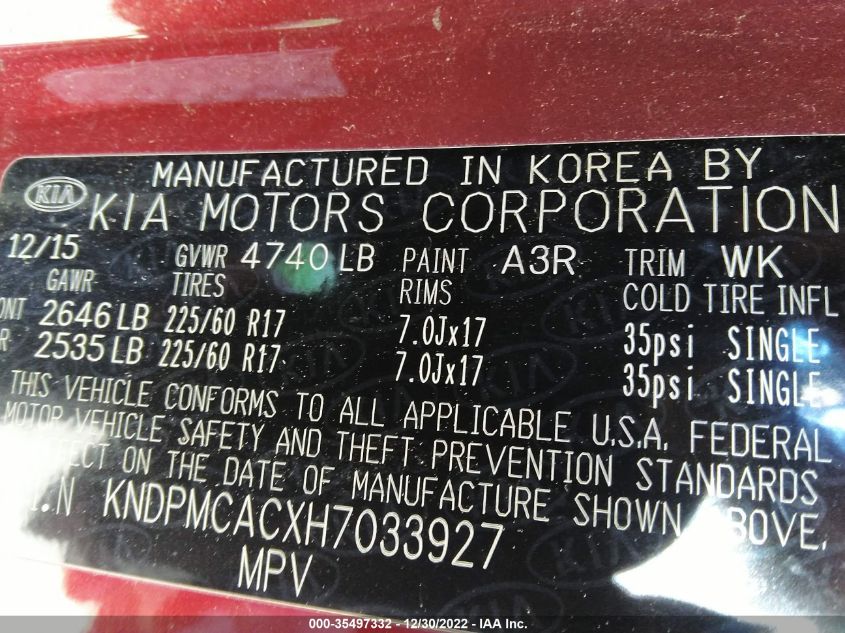 MANUFACTURED IN KOREA BY
KIA KIA MOTORS CORPORATION
12/15 GVWR 4740 LB PAINT A3R TRIM WK
GAWR TIRES RIMS COLD TIRE INFL
2646 LB 225/60 R17 7.0Jx17 35psi SINGLE
2535 LB 225/60 R17 7.0Jx17 35psi SINGLE
THIS VEHICLE CONFORMS TO ALL APPLICABLE U.S.A. FEDERAL
MOTOR VEHICLE SAFETY AND THEFT PREVENTION STANDARDS
ON THE DATE OF MANUFACTURE SHOWN
KNDPMCACXH7033927 ABOVE.
MPV
000-35497332 - 12/30/2022 - IAA Inc.